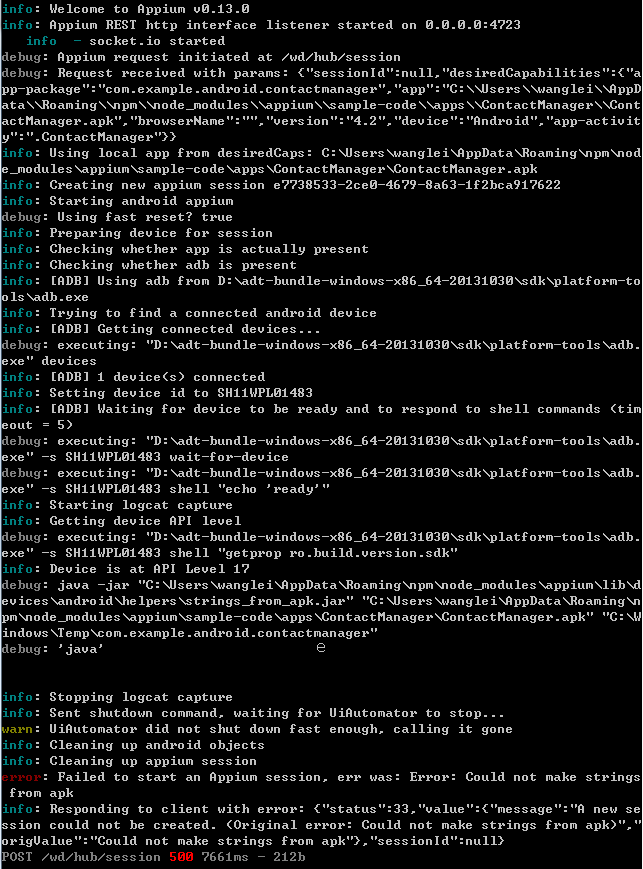 info: Welcome to Appium v0.13.0
info: Appium REST http interface listener started on 0.0.0.0:4723
   info  - socket.io started
debug: Appium request initiated at /wd/hub/session
debug: Request received with params: {"sessionId":null,"desiredCapabilities":{"a
pp-package":"com.example.android.contactmanager","app":"C:\\Users\\wanglei\\AppD
ata\\Roaming\\npm\\node_modules\\appium\\sample-code\\apps\\ContactManager\\Cont
actManager.apk","browserName":"","version":"4.2","device":"Android","app-activit
y":".ContactManager"}}
info: Using local app from desiredCaps: C:\Users\wanglei\AppData\Roaming\npm\nod
e_modules\appium\sample-code\apps\ContactManager\ContactManager.apk
info: Creating new appium session e7738533-2ce0-4679-8a63-1f2bca917622
info: Starting android appium
debug: Using fast reset? true
info: Preparing device for session
info: Checking whether app is actually present
info: Checking whether adb is present
info: [ADB] Using adb from D:\adt-bundle-windows-x86_64-20131030\sdk\platform-to
ols\adb.exe
info: Trying to find a connected android device
info: [ADB] Getting connected devices...
debug: executing: "D:\adt-bundle-windows-x86_64-20131030\sdk\platform-tools\adb.
exe" devices
info: [ADB] 1 device(s) connected
info: Setting device id to SH11WPL01483
info: [ADB] Waiting for device to be ready and to respond to shell commands (tim
eout = 5)
debug: executing: "D:\adt-bundle-windows-x86_64-20131030\sdk\platform-tools\adb.
exe" -s SH11WPL01483 wait-for-device
debug: executing: "D:\adt-bundle-windows-x86_64-20131030\sdk\platform-tools\adb.
exe" -s SH11WPL01483 shell "echo 'ready'"
info: Starting logcat capture
info: Getting device API level
debug: executing: "D:\adt-bundle-windows-x86_64-20131030\sdk\platform-tools\adb.
exe" -s SH11WPL01483 shell "getprop ro.build.version.sdk"
info: Device is at API Level 17
debug: java -jar "C:\Users\wanglei\AppData\Roaming\npm\node_modules\appium\lib\d
evices\android\helpers\strings_from_apk.jar" "C:\Users\wanglei\AppData\Roaming\n
pm\node_modules\appium\sample-code\apps\ContactManager\ContactManager.apk" "C:\W
indows\Temp\com.example.android.contactmanager"
debug: 'java'
info: Stopping logcat capture
info: Sent shutdown command, waiting for UiAutomator to stop...
warn: UiAutomator did not shut down fast enough, calling it gone
info: Cleaning up android objects
info: Cleaning up appium session
error: Failed to start an Appium session, err was: Error: Could not make strings
 from apk
info: Responding to client with error: {"status":33,"value":{"message":"A new se
ssion could not be created. (Original error: Could not make strings from apk)","
origValue":"Could not make strings from apk"},"sessionId":null}
POST /wd/hub/session 500 7661ms - 212b